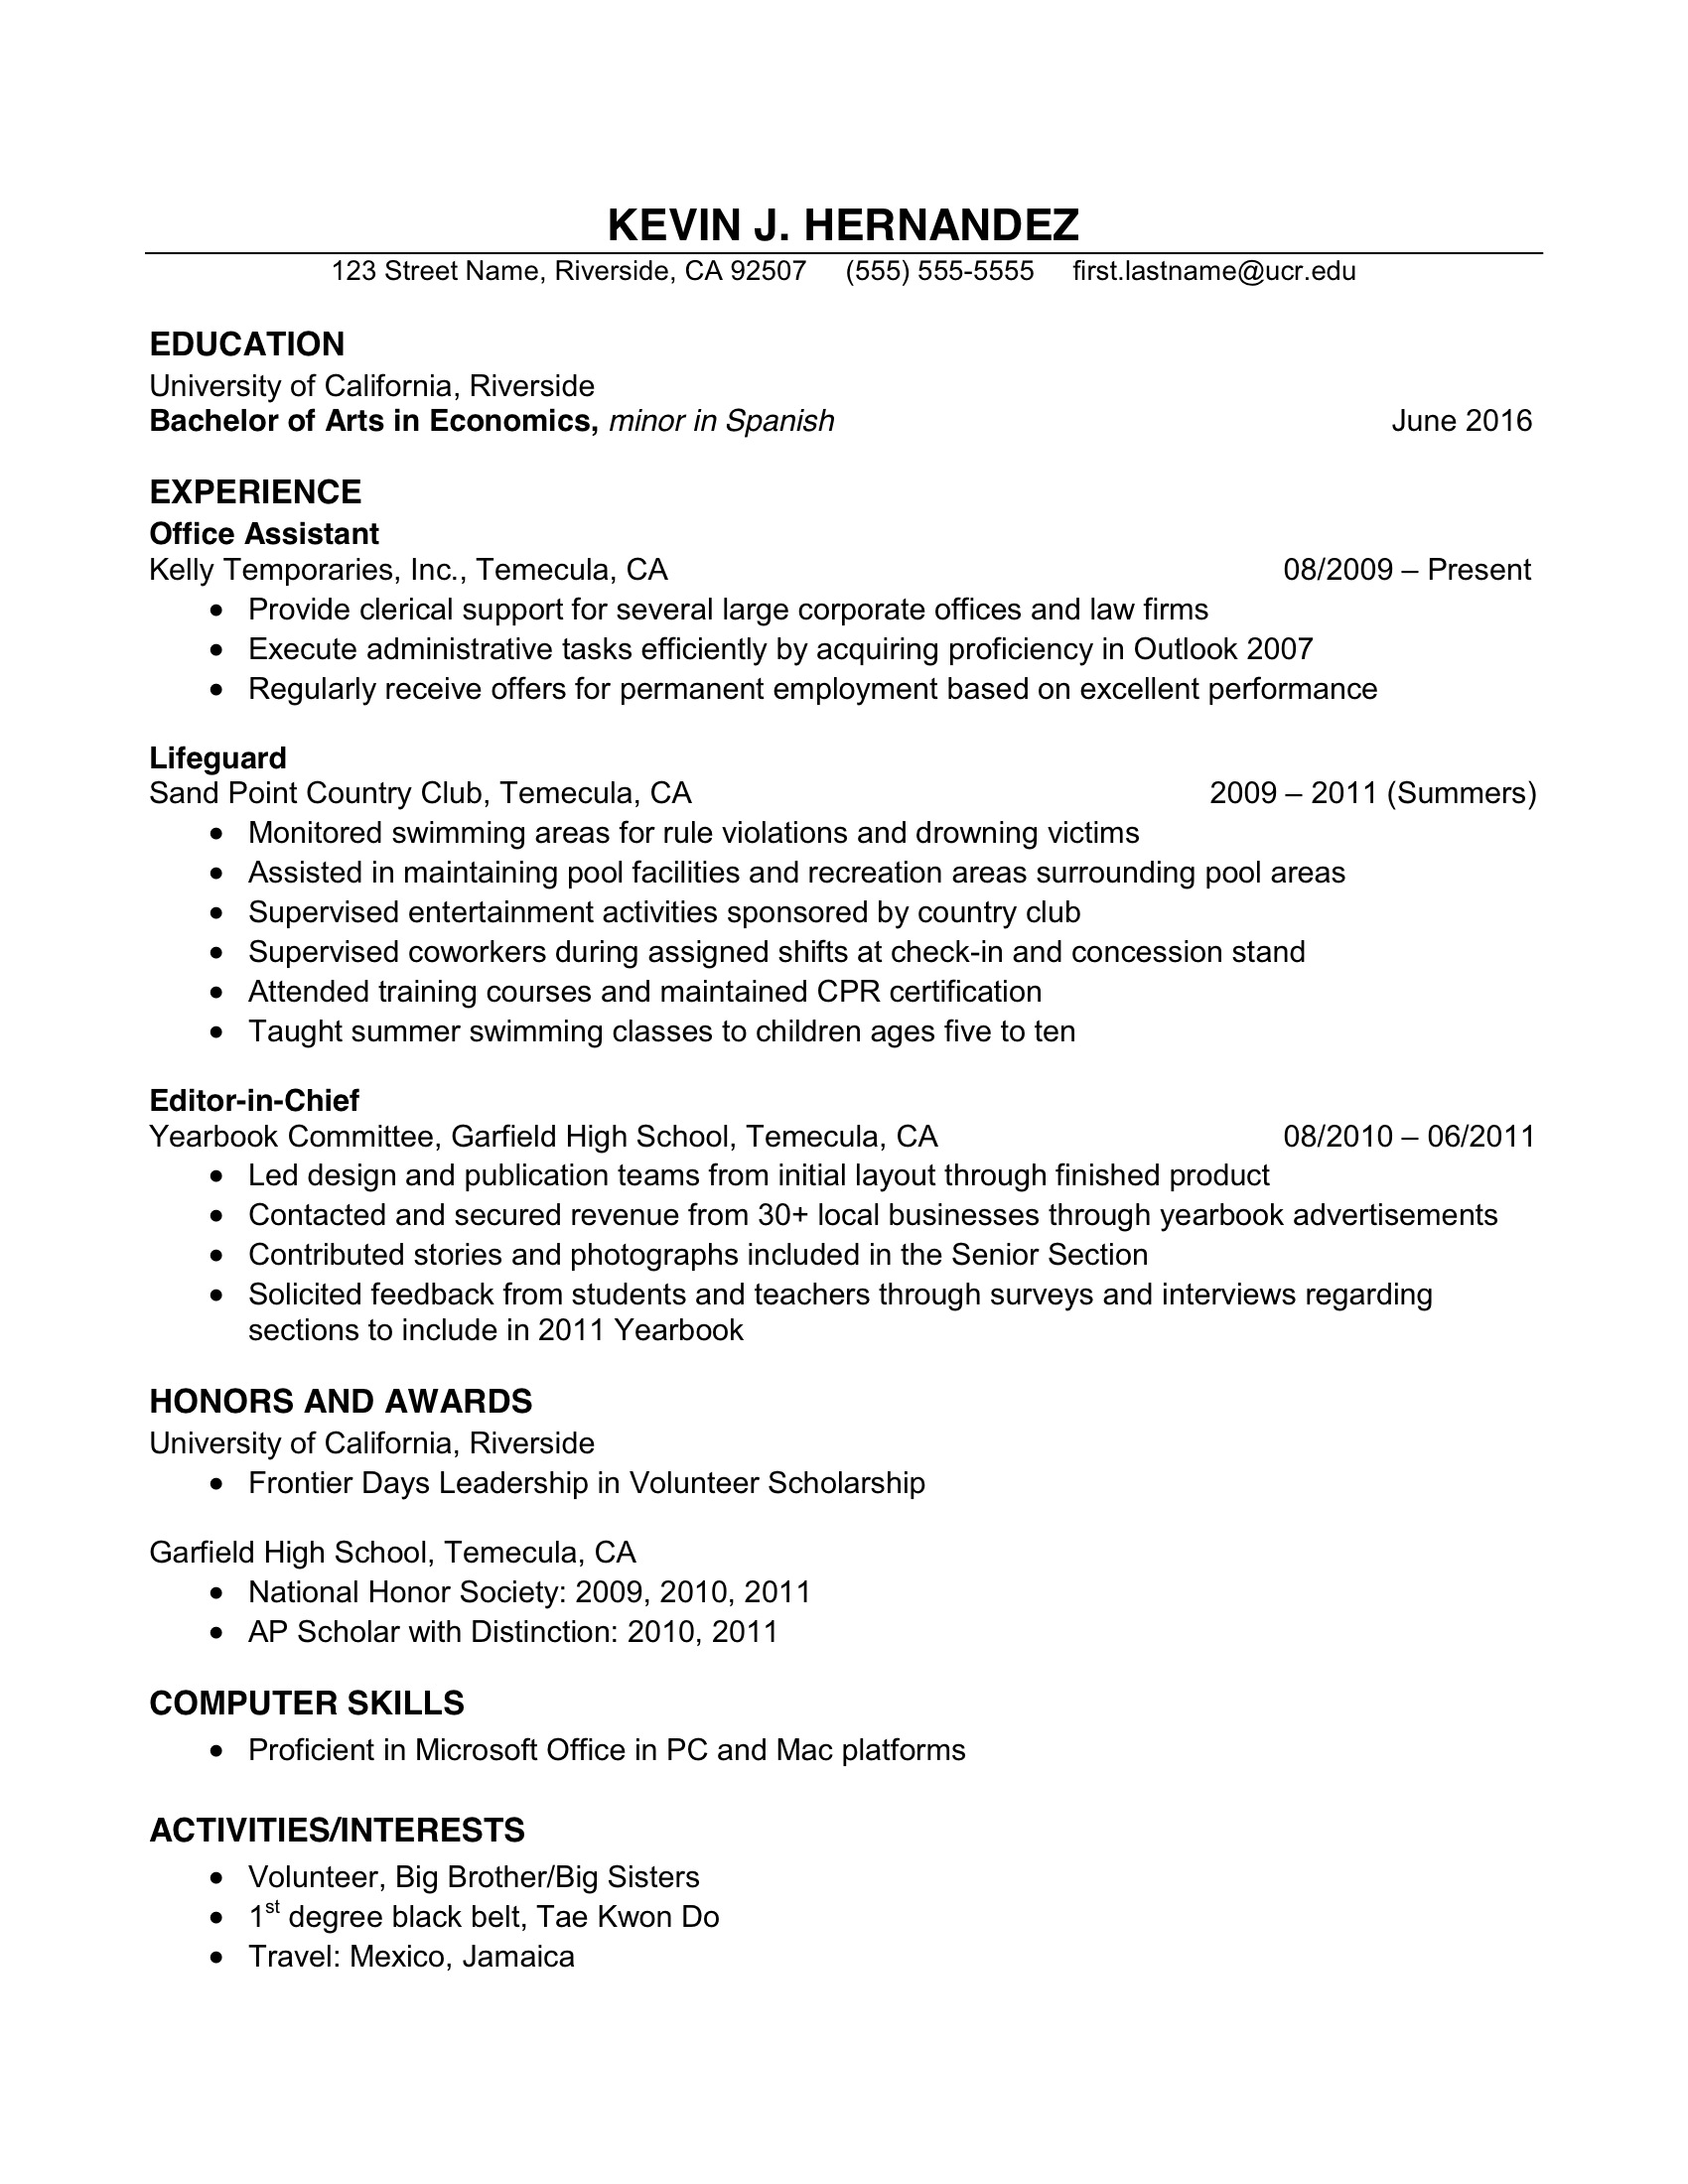 KEVIN J. HERNANDEZ
123 Street Name, Riverside, CA 92507 (555) 555-5555 first.lastname@ucr.edu
EDUCATION
University of California, Riverside
Bachelor of Arts in Economics, minor in Spanish June 2016
EXPERIENCE
Office Assistant
Kelly Temporaries, Inc., Temecula, CA 08/2009 – Present
• Provide clerical support for several large corporate offices and law firms
• Execute administrative tasks efficiently by acquiring proficiency in Outlook 2007
• Regularly receive offers for permanent employment based on excellent performance
Lifeguard
Sand Point Country Club, Temecula, CA 2009 – 2011 (Summers)
• Monitored swimming areas for rule violations and drowning victims
• Assisted in maintaining pool facilities and recreation areas surrounding pool areas
• Supervised entertainment activities sponsored by country club
• Supervised coworkers during assigned shifts at check-in and concession stand
• Attended training courses and maintained CPR certification
• Taught summer swimming classes to children ages five to ten
Editor-in-Chief
Yearbook Committee, Garfield High School, Temecula, CA 08/2010 – 06/2011
• Led design and publication teams from initial layout through finished product
• Contacted and secured revenue from 30+ local businesses through yearbook advertisements
• Contributed stories and photographs included in the Senior Section
• Solicited feedback from students and teachers through surveys and interviews regarding
sections to include in 2011 Yearbook
HONORS AND AWARDS
University of California, Riverside
• Frontier Days Leadership in Volunteer Scholarship
Garfield High School, Temecula, CA
• National Honor Society: 2009, 2010, 2011
• AP Scholar with Distinction: 2010, 2011
COMPUTER SKILLS
• Proficient in Microsoft Office in PC and Mac platforms
ACTIVITIES/INTERESTS
• Volunteer, Big Brother/Big Sisters
• 1st degree black belt, Tae Kwon Do
• Travel: Mexico, Jamaica